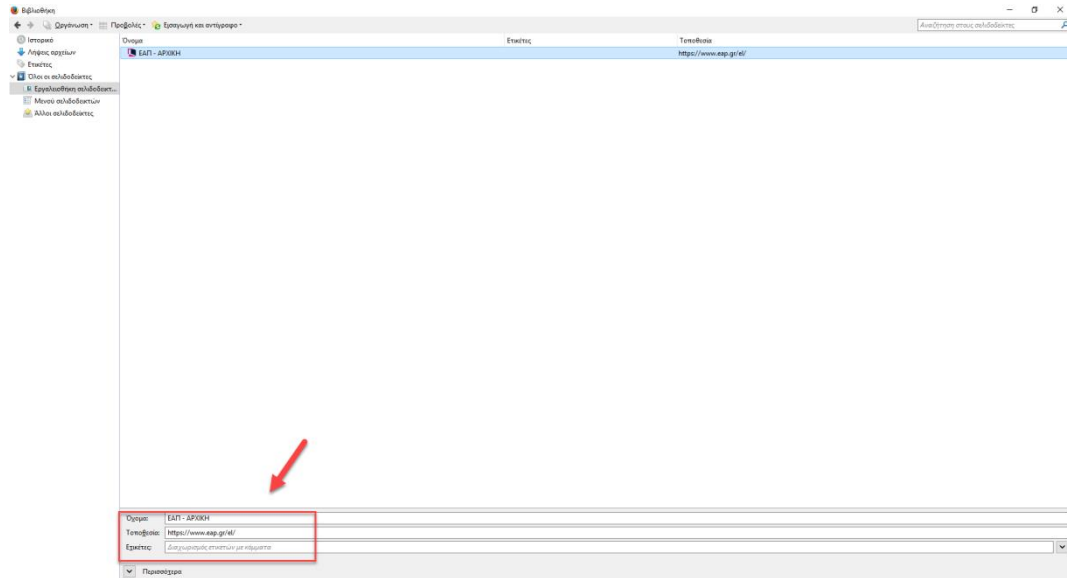 Βιβλιοθήκη
Οργάνωση Προβολές Εισαγωγή και αντίγραφο Αναζήτηση στους σελιδοδείκτες
Ιστορικό
Λήψεις αρχείων
Ετικέτες
Όλοι οι σελιδοδείκτες
Εργαλειοθήκη σελιδοδεικτ...
Μενού σελιδοδεικτών
Άλλοι σελιδοδείκτες
Όνομα Ετικέτες Τοποθεσία
ΕΑΠ - ΑΡΧΙΚΗ https://www.eap.gr/el/
Όνομα: ΕΑΠ - ΑΡΧΙΚΗ
Τοποθεσία: https://www.eap.gr/el/
Ετικέτες: Διαχωρισμός ετικετών με κόμματα
Περισσότερα